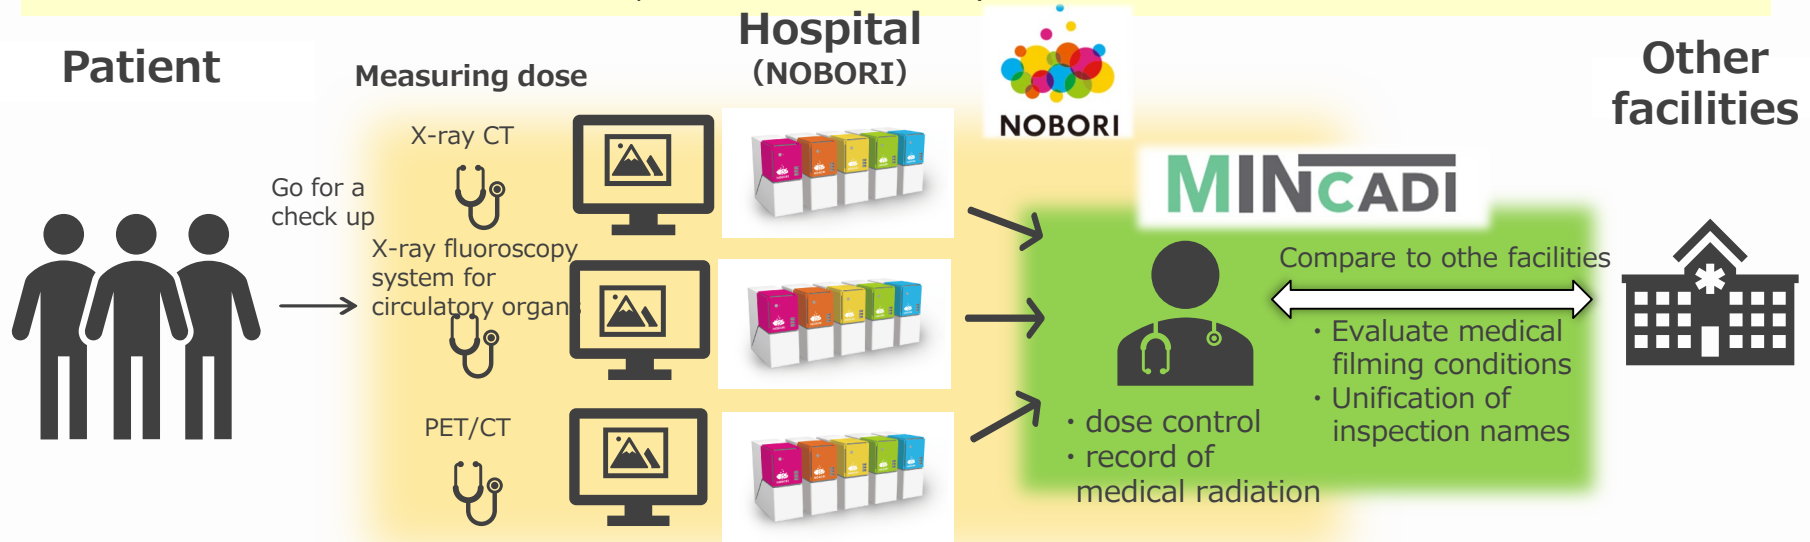 Patient
Measuring dose
Hospital
（NOBORI）
NOBORI
Other
facilities
Go for a
check up
X-ray CT
X-ray fluoroscopy
system for
circulatory organs
PET/CT
MINCADI
Compare to othe facilities
・Evaluate medical
filming conditions
・Unification of
inspection names
・dose control
・record of
medical radiation